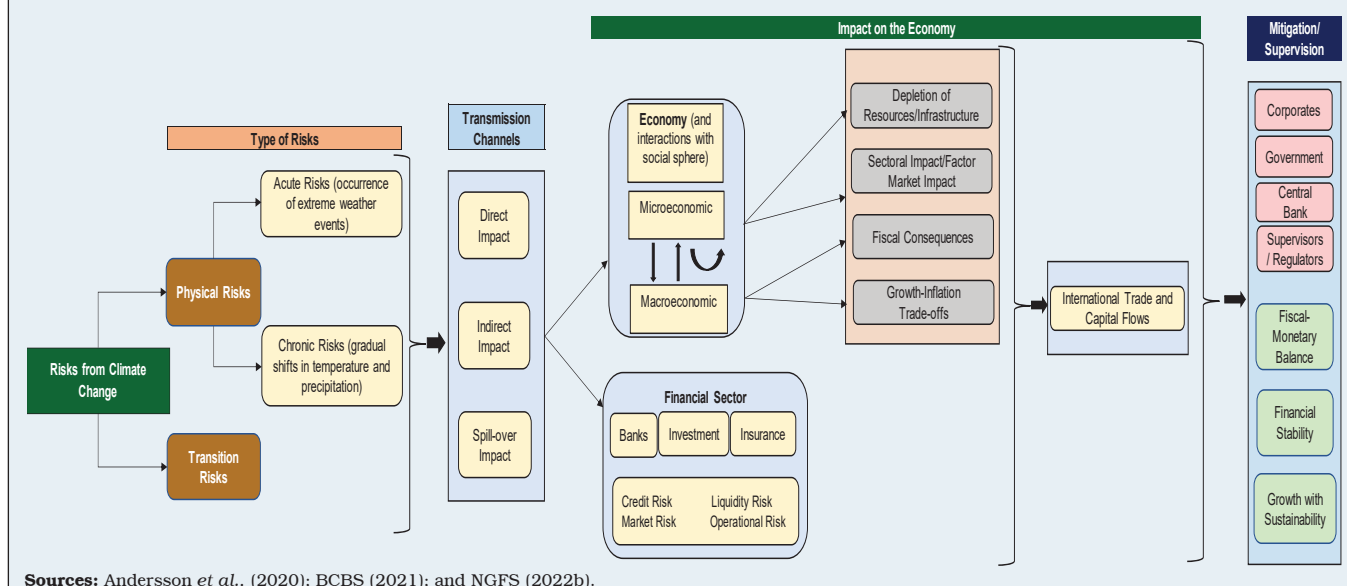 Impact on the Economy
Mitigation/
Supervision
Type of Risks
Transmission
Channels
Risks from Climate
Change
Physical Risks
Transition
Risks
Acute Risks (occurrence
of extreme weather
events)
Chronic Risks (gradual
shifts in temperature and
precipitation)
Direct
Impact
Indirect
Impact
Spill-over
Impact
Economy (and
interactions with
social sphere)
Microeconomic
Macroeconomic
Financial Sector
Banks
Investment
Insurance
Credit Risk Liquidity Risk
Market Risk Operational Risk
Depletion of
Resources/Infrastructure
Sectoral Impact/Factor
Market Impact
Fiscal Consequences
Growth-Inflation
Trade-offs
International Trade and
Capital Flows
Corporates
Government
Central
Bank
Supervisors
/ Regulators
Fiscal-
Monetary
Balance
Financial
Stability
Growth with
Sustainability
Sources: Andersson et al., (2020); BCBS (2021); and NGFS (2022b).